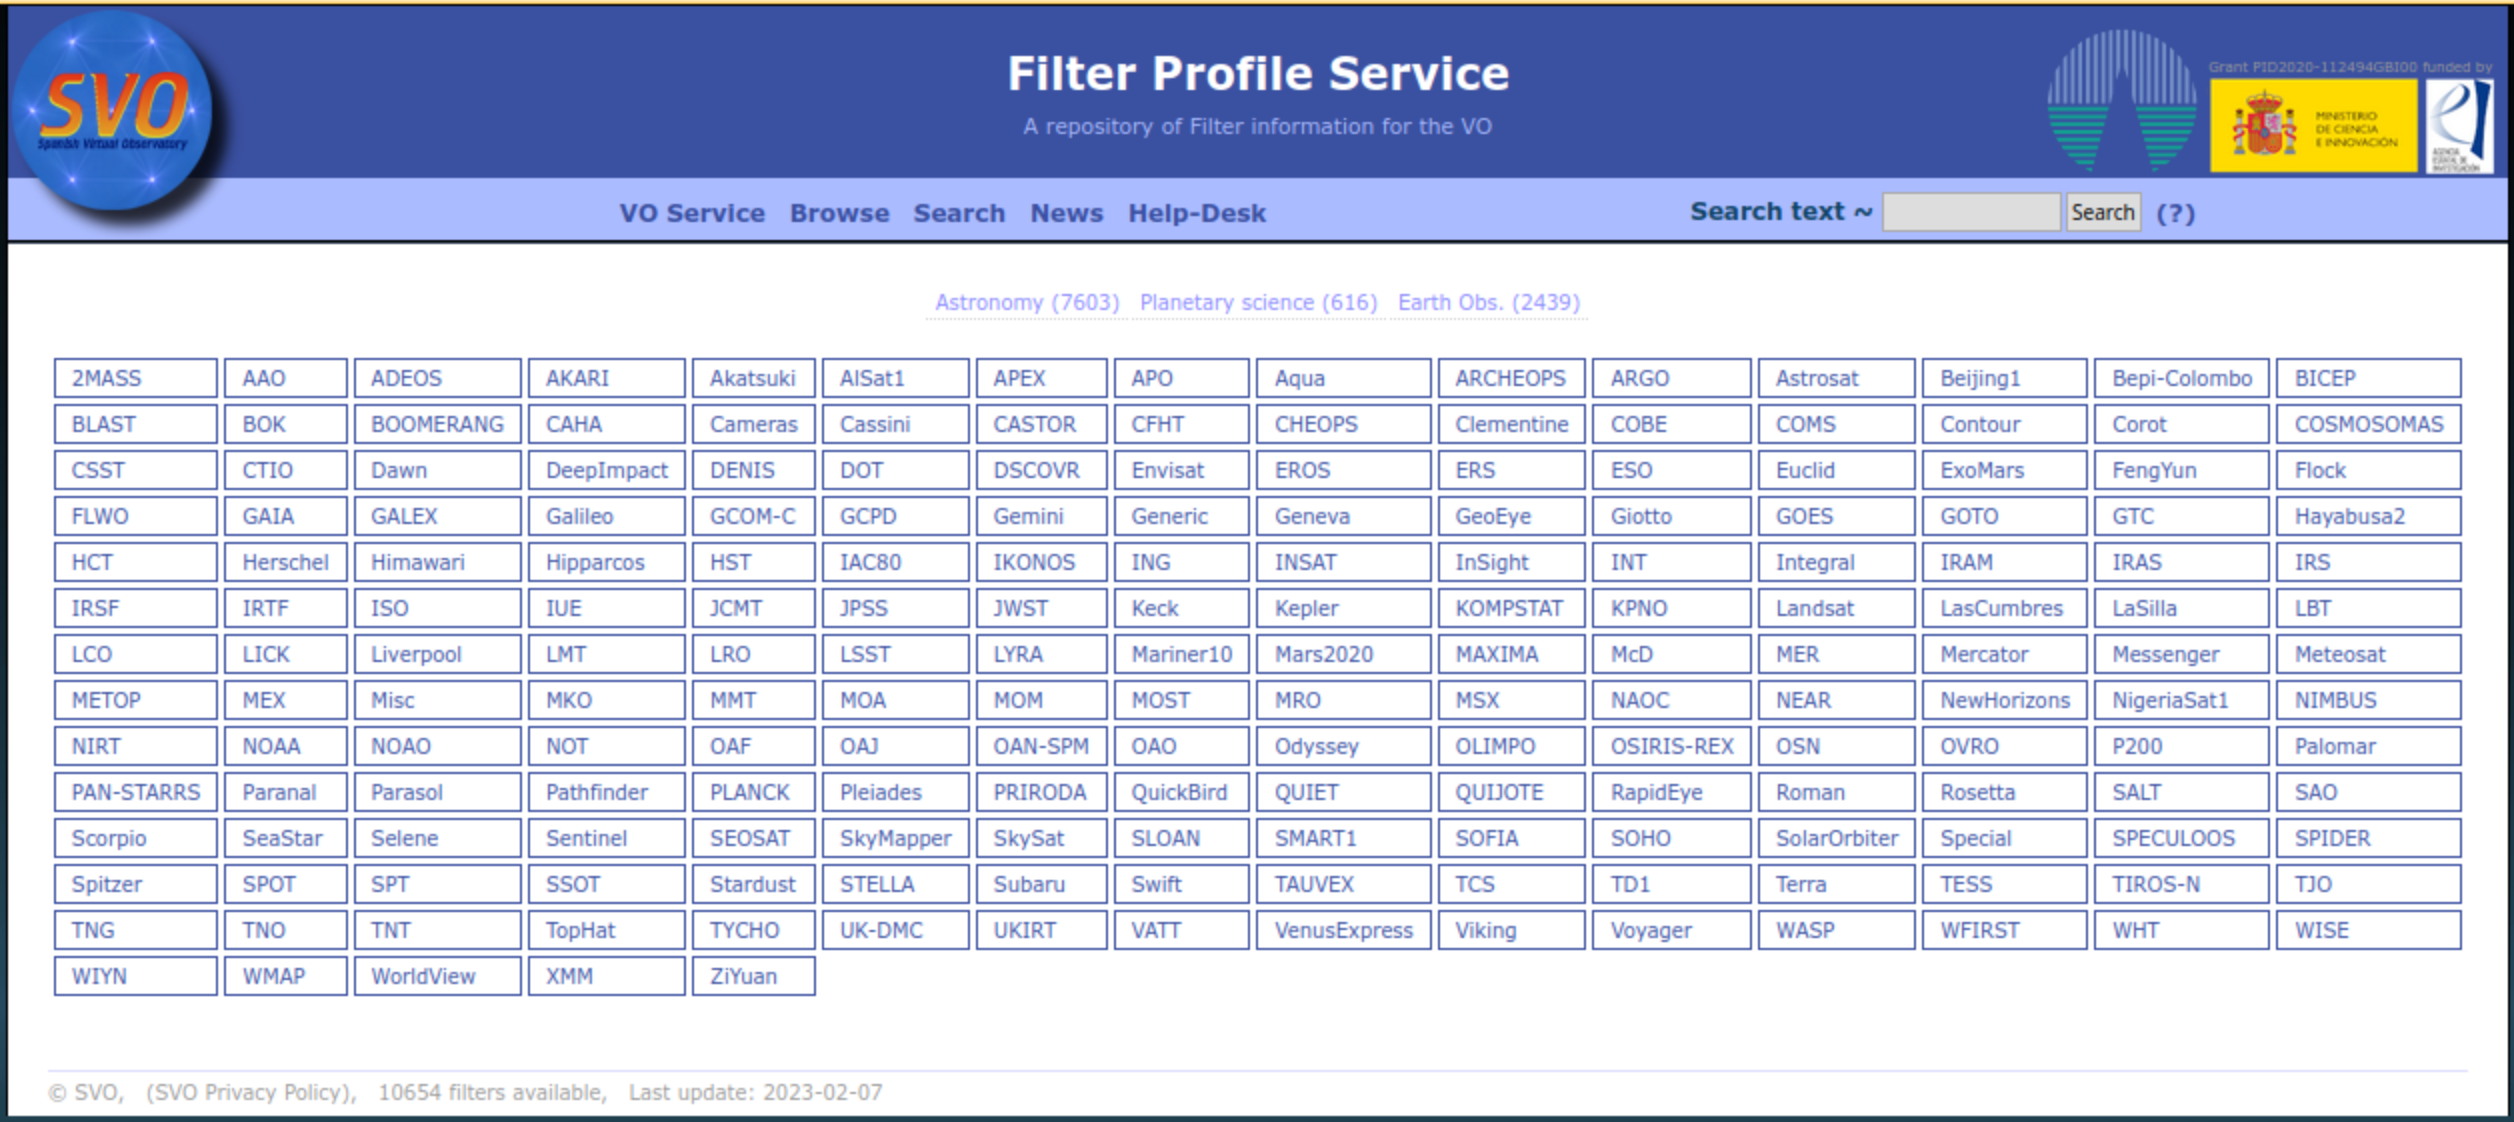 SVO
Spanish Virtual Observatory
Filter Profile Service
A repository of Filter information for the VO
Grant PID2020-112494GBI00 funded by
MINISTERIO
DE CIENCIA
E INNOVACIÓN
AGENCIA
ESTATAL DE
INVESTIGACIÓN
VO Service Browse Search News Help-Desk Search text ~ Search (?)
Astronomy (7603) Planetary science (616) Earth Obs. (2439)
2MASS AAO ADEOS AKARI Akatsuki AlSat1 APEX APO Aqua ARCHEOPS ARGO Astrosat Beijing1 Bepi-Colombo BICEP
BLAST BOK BOOMERANG CAHA Cameras Cassini CASTOR CFHT CHEOPS Clementine COBE COMS Contour Corot COSMOSOMAS
CSST CTIO Dawn DeepImpact DENIS DOT DSCOVR Envisat EROS ERS ESO Euclid ExoMars FengYun Flock
FLWO GAIA GALEX Galileo GCOM-C GCPD Gemini Generic Geneva GeoEye Giotto GOES GOTO GTC Hayabusa2
HCT Herschel Himawari Hipparcos HST IAC80 IKONOS ING INSAT InSight INT Integral IRAM IRAS IRS
IRSF IRTF ISO IUE JCMT JPSS JWST Keck Kepler KOMPSTAT KPNO Landsat LasCumbres LaSilla LBT
LCO LICK Liverpool LMT LRO LSST LYRA Mariner10 Mars2020 MAXIMA McD MER Mercator Messenger Meteosat
METOP MEX Misc MKO MMT MOA MOM MOST MRO MSX NAOC NEAR NewHorizons NigeriaSat1 NIMBUS
NIRT NOAA NOAO NOT OAF OAJ OAN-SPM OAO Odyssey OLIMPO OSIRIS-REX OSN OVRO P200 Palomar
PAN-STARRS Paranal Parasol Pathfinder PLANCK Pleiades PRIRODA QuickBird QUIET QUIJOTE RapidEye Roman Rosetta SALT SAO
Scorpio SeaStar Selene Sentinel SEOSAT SkyMapper SkySat SLOAN SMART1 SOFIA SOHO SolarOrbiter Special SPECULOOS SPIDER
Spitzer SPOT SPT SSOT Stardust STELLA Subaru Swift TAUVEX TCS TD1 Terra TESS TIROS-N TJO
TNG TNO TNT TopHat TYCHO UK-DMC UKIRT VATT VenusExpress Viking Voyager WASP WFIRST WHT WISE
WIYN WMAP WorldView XMM ZiYuan
© SVO, (SVO Privacy Policy), 10654 filters available, Last update: 2023-02-07